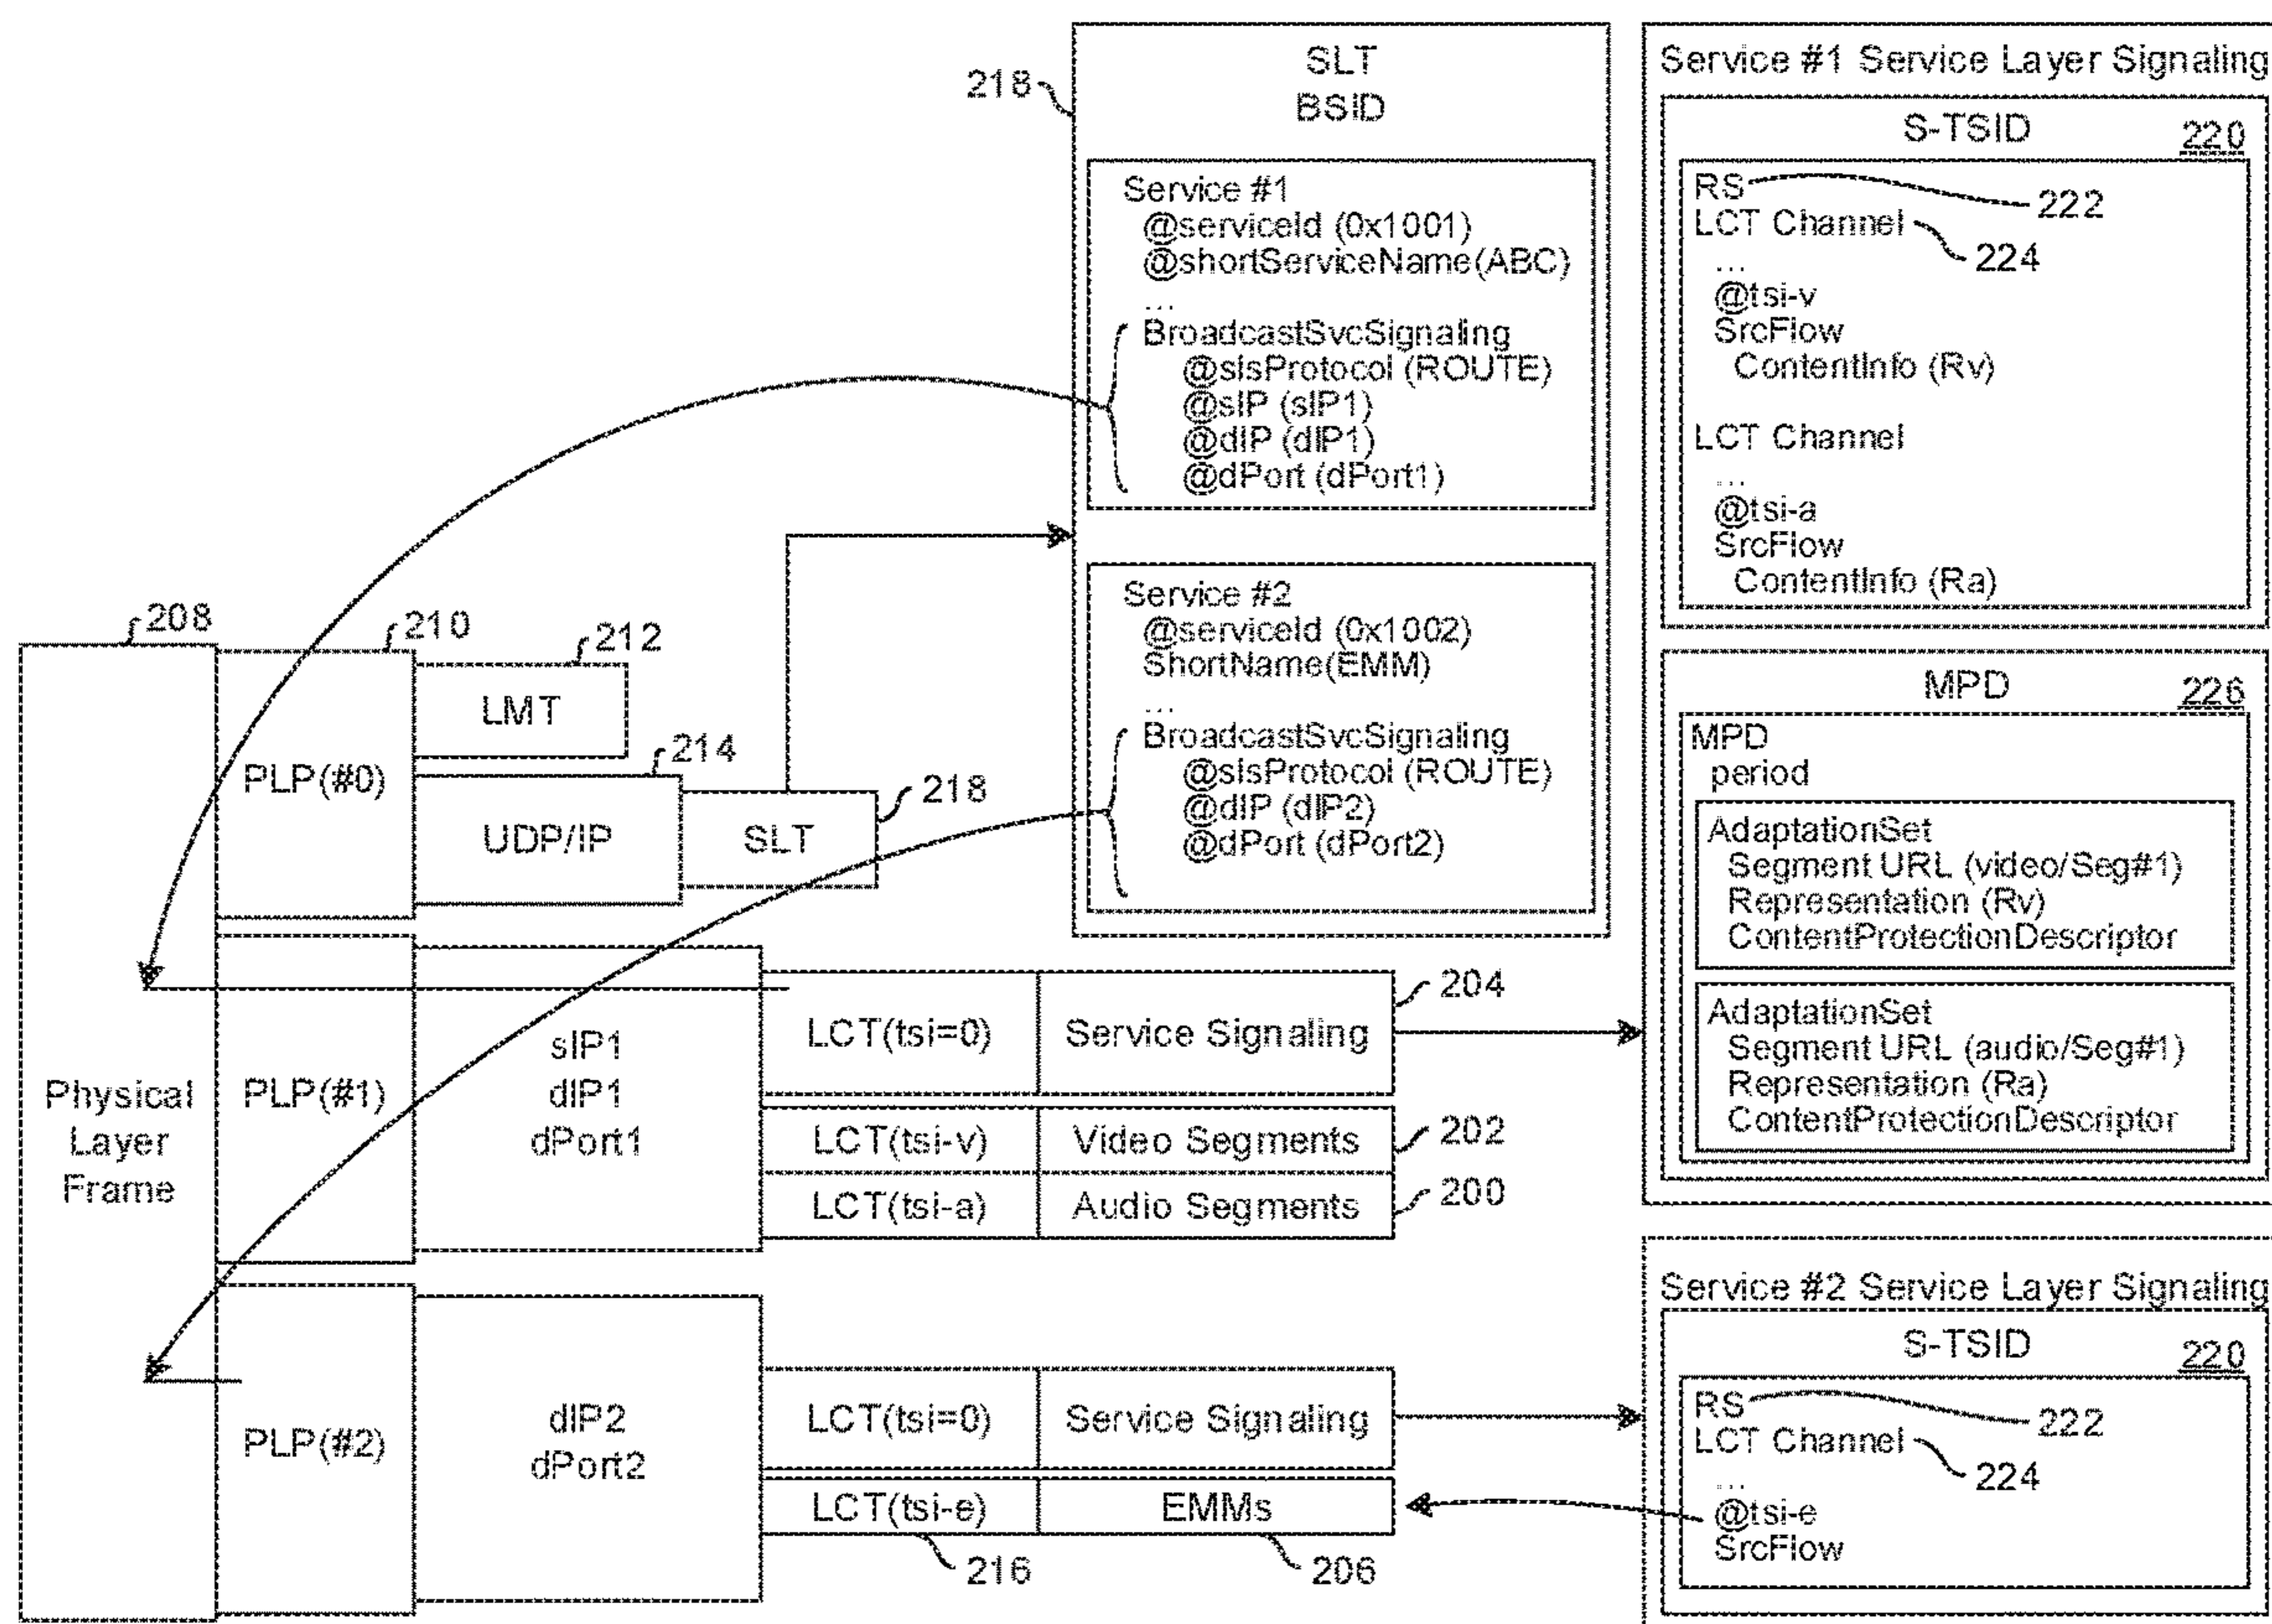 218
SLT
BSID
Service #1
@serviceId (0x1001)
@shortServiceName(ABC)
...
BroadcastSvcSignaling
@slsProtocol (ROUTE)
@sIP (sIP1)
@dIP (dIP1)
@dPort (dPort1)
Service #2
@serviceId (0x1002)
ShortName(EMM)
...
BroadcastSvcSignaling
@slsProtocol (ROUTE)
@dIP (dIP2)
@dPort (dPort2)
Service #1 Service Layer Signaling
S-TSID
220
RS
222
LCT Channel
224
...
@tsi-v
SrcFlow
ContentInfo (Rv)
LCT Channel
...
@tsi-a
SrcFlow
ContentInfo (Ra)
MPD
226
MPD
period
AdaptationSet
Segment URL (video/Seg#1)
Representation (Rv)
ContentProtectionDescriptor
AdaptationSet
Segment URL (audio/Seg#1)
Representation (Ra)
ContentProtectionDescriptor
208
210
212
LMT
214
PLP(#0)
UDP/IP
SLT
218
Physical
Layer
Frame
PLP(#1)
sIP1
dIP1
dPort1
LCT(tsi=0)
Service Signaling
204
LCT(tsi-v)
Video Segments
202
LCT(tsi-a)
Audio Segments
200
PLP(#2)
dIP2
dPort2
LCT(tsi=0)
Service Signaling
LCT(tsi-e)
EMMs
216
206
Service #2 Service Layer Signaling
S-TSID
220
RS
222
LCT Channel
224
...
@tsi-e
SrcFlow